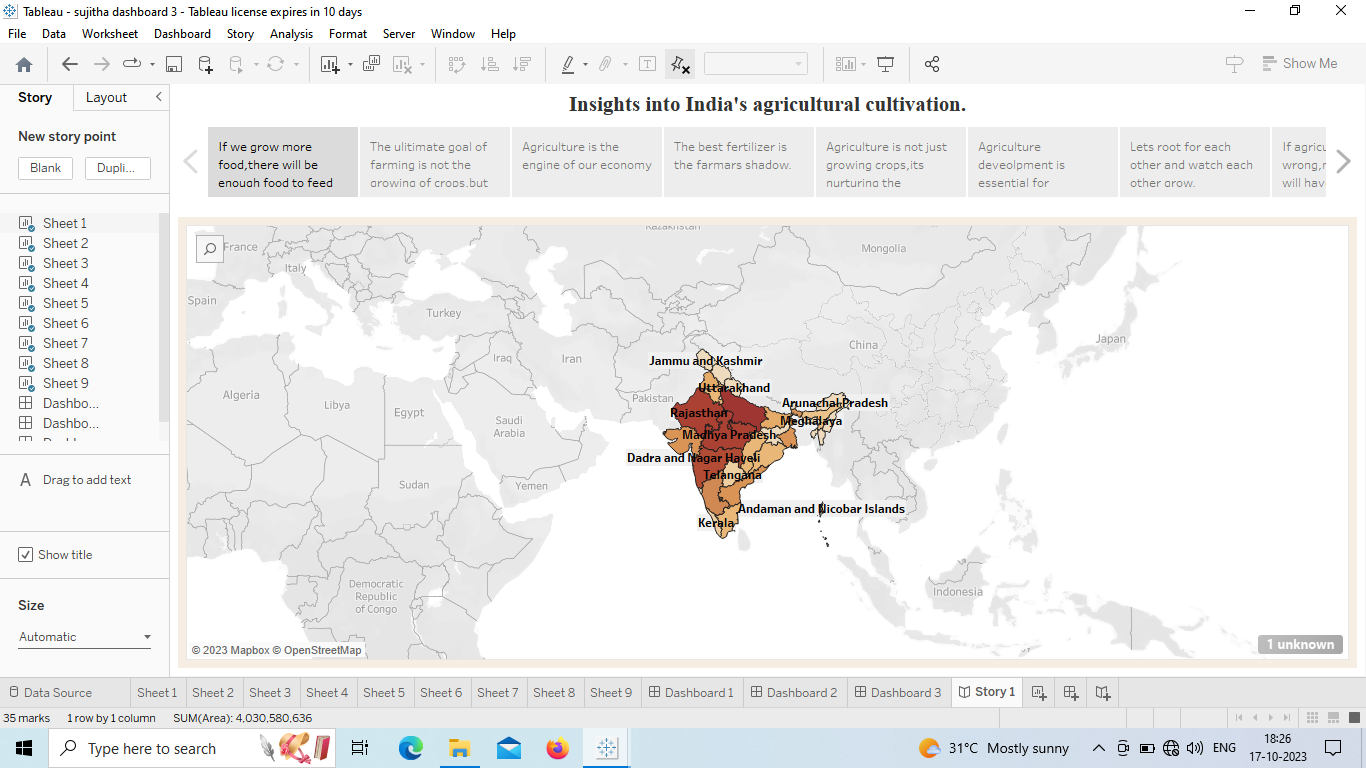 Tableau - sujitha dashboard 3 - Tableau license expires in 10 days
File Data Worksheet Dashboard Story Analysis Format Server Window Help
Show Me
Story Layout
New story point
Blank Dupli...
Sheet 1
Sheet 2
Sheet 3
Sheet 4
Sheet 5
Sheet 6
Sheet 7
Sheet 8
Sheet 9
Dashbo...
Dashbo...
A Drag to add text
Show title
Size
Automatic
Insights into India's agricultural cultivation.
If we grow more
food,there will be
enough food to feed
The ulitimate goal of
farming is not the
growing of crops,but
Agriculture is the
engine of our economy
The best fertilizer is
the farmars shadow.
Agriculture is not just
growing crops,its
nurturing the
Agriculture
deveolpment is
essential for
Lets root for each
other and watch each
other grow.
If agricu
wrong,n
will hav
Kazakhstan
France
Mongolia
Italy
Spain
Turkey
Japan
China
Iraq
Iran
Jammu and Kashmir
Uttarakhand
Algeria
Libya
Egypt
Pakistan
Arunachal Pradesh
Rajasthan
Saudi
Arabia
Meghalaya
Madhya Pradesh
Dadra and Nagar Haveli
Telangana
Sudan
Yemen
Andaman and Nicobar Islands
Kerala
Democratic
Republic
of Congo
Indonesia
1 unknown
© 2023 Mapbox © OpenStreetMap
Data Source Sheet 1 Sheet 2 Sheet 3 Sheet 4 Sheet 5 Sheet 6 Sheet 7 Sheet 8 Sheet 9 Dashboard 1 Dashboard 2 Dashboard 3 Story 1
35 marks 1 row by 1 column SUM(Area): 4,030,580,636
Type here to search
31°C Mostly sunny
ENG
18:26
17-10-2023